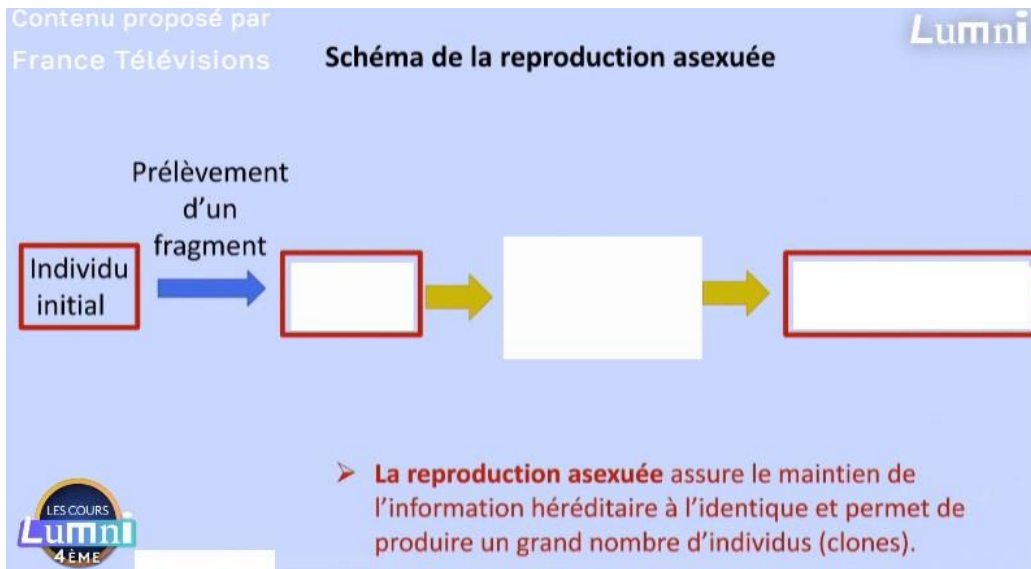 Contenu proposé par
France Télévisions
Lumni
Schéma de la reproduction asexuée
Prélèvement
d'un
fragment
Individu
initial
➢ La reproduction asexuée assure le maintien de
l'information héréditaire à l'identique et permet de
produire un grand nombre d'individus (clones).
LES COURS
Lumni
4ÈME